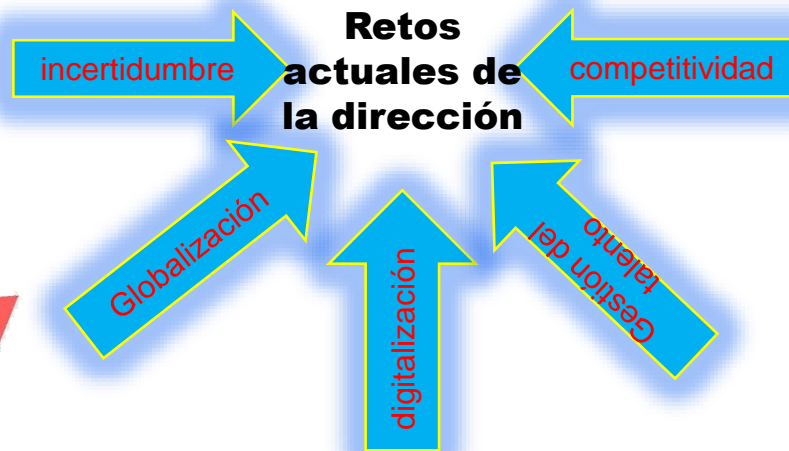 Retos
actuales de
la dirección
incertidumbre
competitividad
Globalización
digitalización
Gestión del
talento